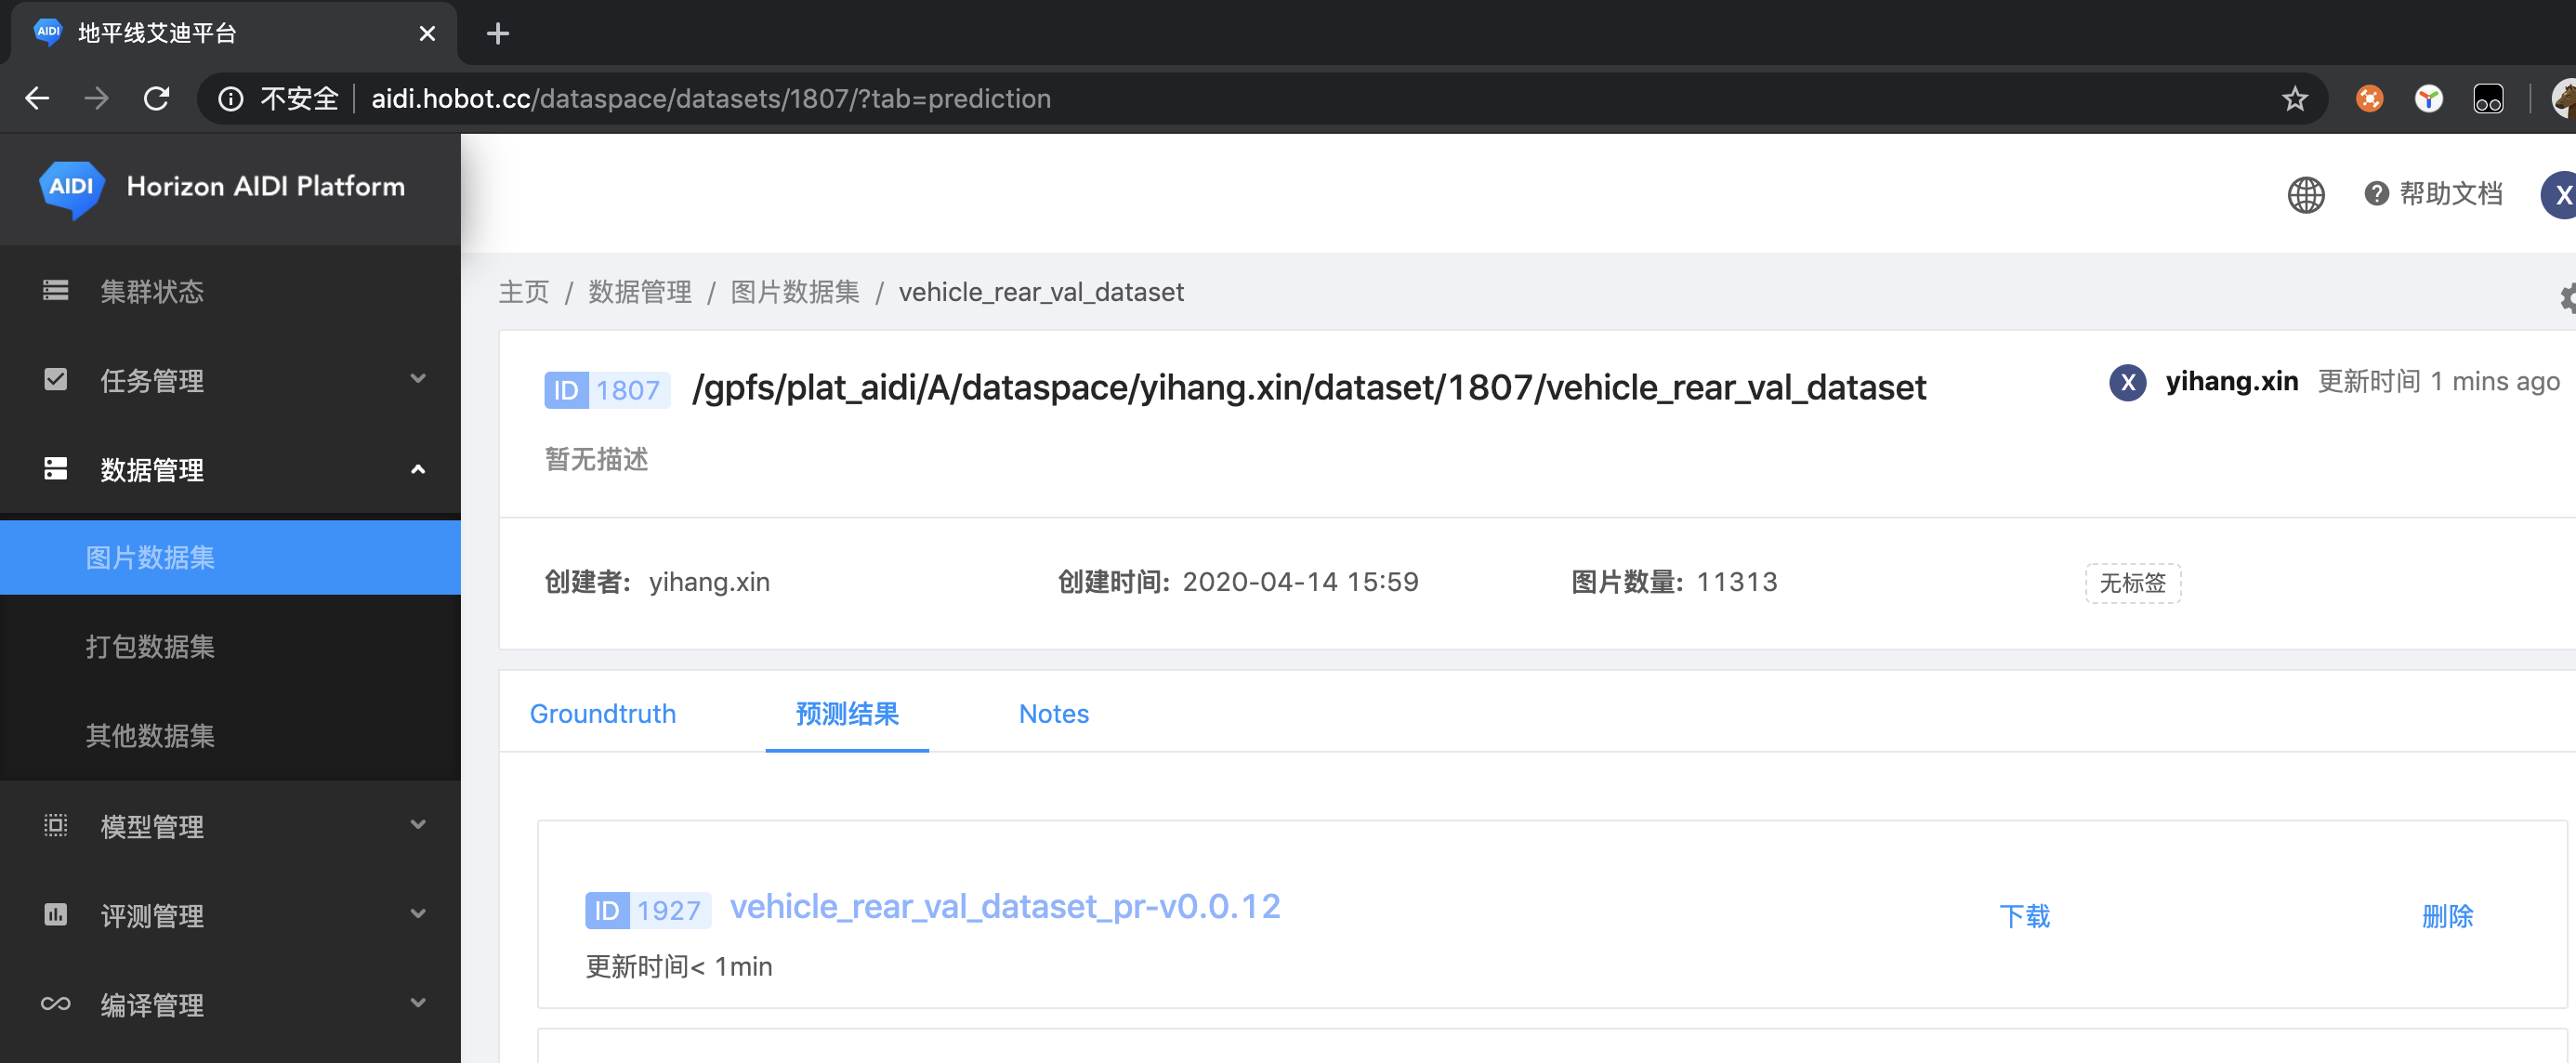 AIDI 地平线艾迪平台
不安全 aidi.hobot.cc/dataspace/datasets/1807/?tab=prediction
AIDI Horizon AIDI Platform
帮助文档 X
集群状态
任务管理
数据管理
图片数据集
打包数据集
其他数据集
模型管理
评测管理
编译管理
主页 / 数据管理 / 图片数据集 / vehicle_rear_val_dataset
ID 1807 /gpfs/plat_aidi/A/dataspace/yihang.xin/dataset/1807/vehicle_rear_val_dataset X yihang.xin 更新时间 1 mins ago
暂无描述
创建者: yihang.xin 创建时间: 2020-04-14 15:59 图片数量: 11313 无标签
Groundtruth 预测结果 Notes
ID 1927 vehicle_rear_val_dataset_pr-v0.0.12 下载 删除
更新时间< 1min